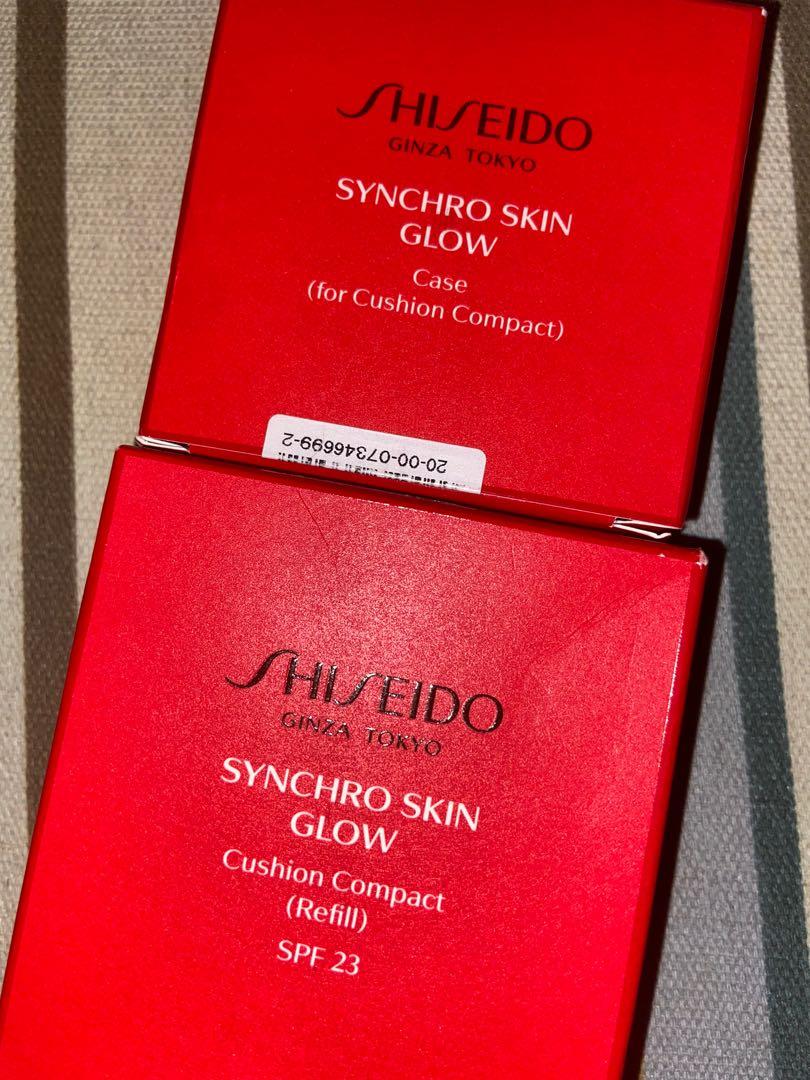 SHISEIDO
GINZA TOKYO
SYNCHRO SKIN
GLOW
Case
(for Cushion Compact)
20-00-07346699-2
SHISEIDO
GINZA TOKYO
SYNCHRO SKIN
GLOW
Cushion Compact
(Refill)
SPF 23